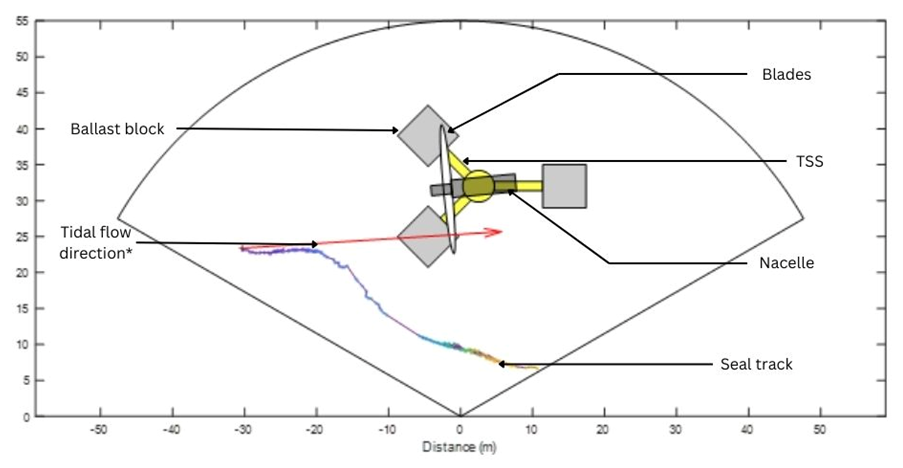 55
50
45
40
35
30
25
20
15
10
5
0
Blades
Ballast block
TSS
Tidal flow
direction*
Nacelle
Seal track
-50 -40 -30 -20 -10 0 10 20 30 40 50
Distance (m)